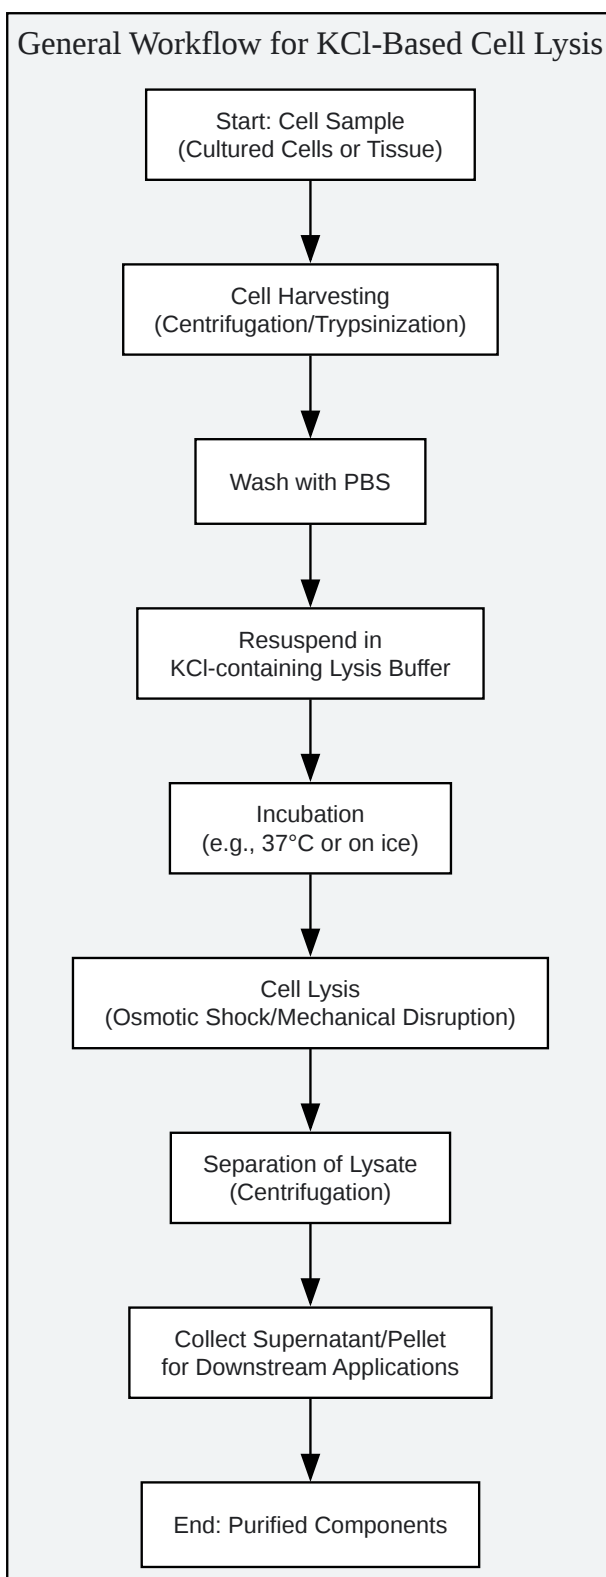 General Workflow for KCl-Based Cell Lysis
Start: Cell Sample
(Cultured Cells or Tissue)
Cell Harvesting
(Centrifugation/Trypsinization)
Wash with PBS
Resuspend in
KCl-containing Lysis Buffer
Incubation
(e.g., 37°C or on ice)
Cell Lysis
(Osmotic Shock/Mechanical Disruption)
Separation of Lysate
(Centrifugation)
Collect Supernatant/Pellet
for Downstream Applications
End: Purified Components